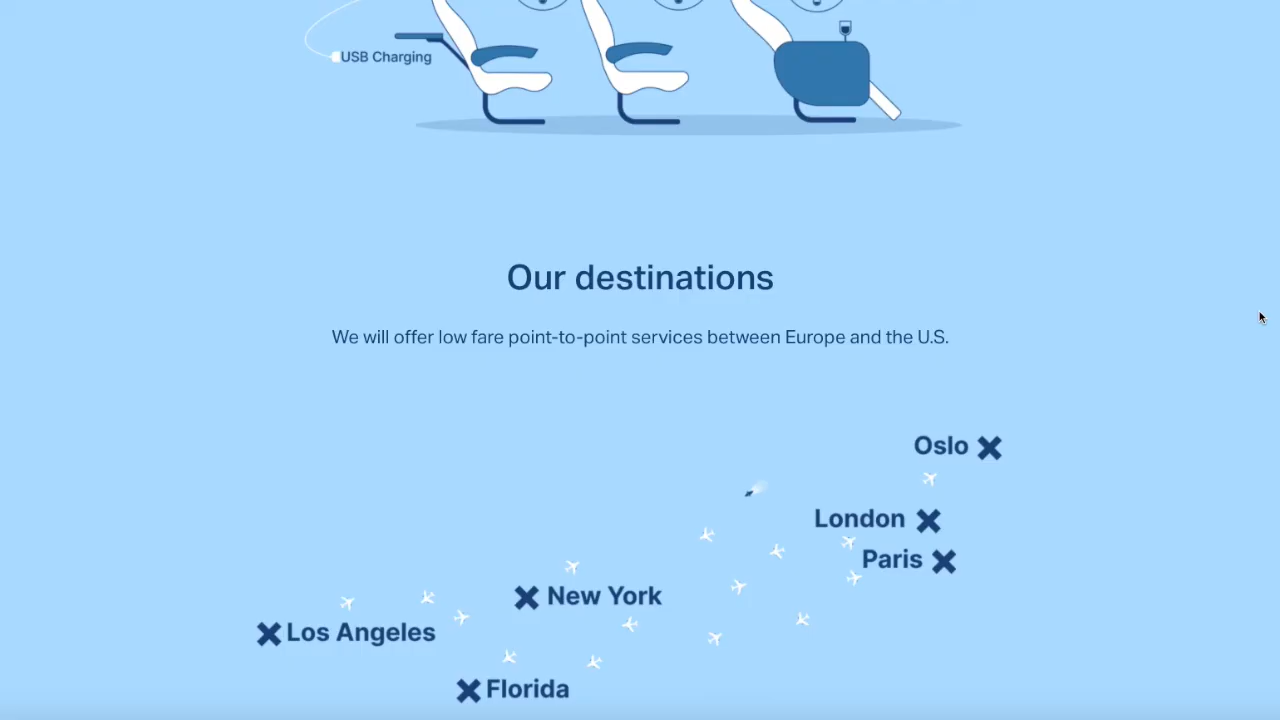 USB Charging
Our destinations
We will offer low fare point-to-point services between Europe and the U.S.
Oslo
London
Paris
New York
Los Angeles
Florida